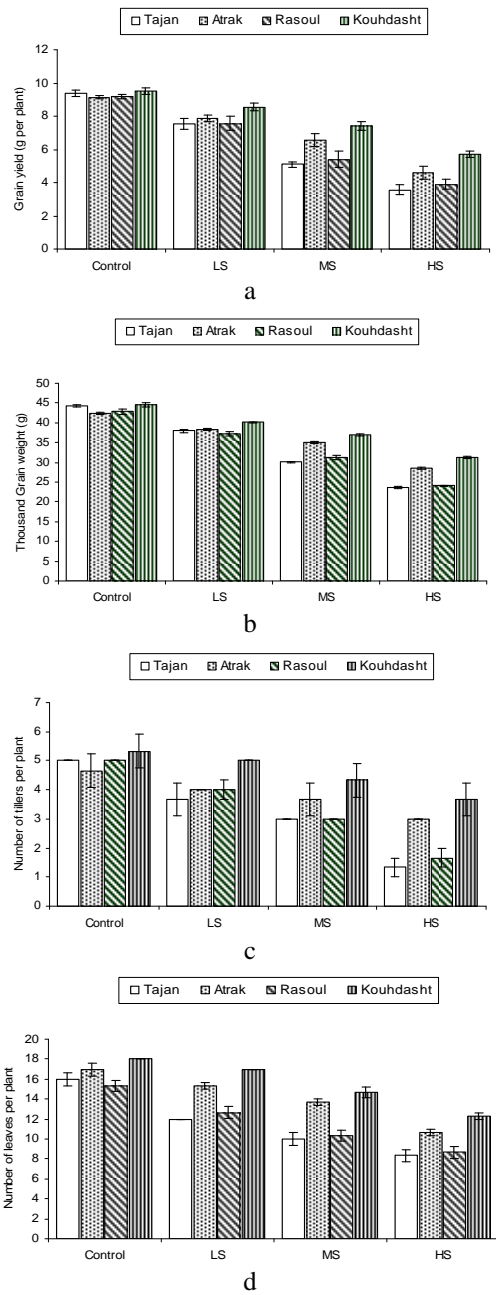 Tajan Atrak Rasoul Kouhdasht
12
10
8
6
4
2
0
Grain yield (g per plant)
Control LS MS HS
a
Tajan Atrak Rasoul Kouhdasht
50
45
40
35
30
25
20
15
10
5
0
Thousand Grain weight (g)
Control LS MS HS
b
Tajan Atrak Rasoul Kouhdasht
7
6
5
4
3
2
1
0
Number of tillers per plant
Control LS MS HS
c
Tajan Atrak Rasoul Kouhdasht
20
18
16
14
12
10
8
6
4
2
0
Number of leaves per plant
Control LS MS HS
d